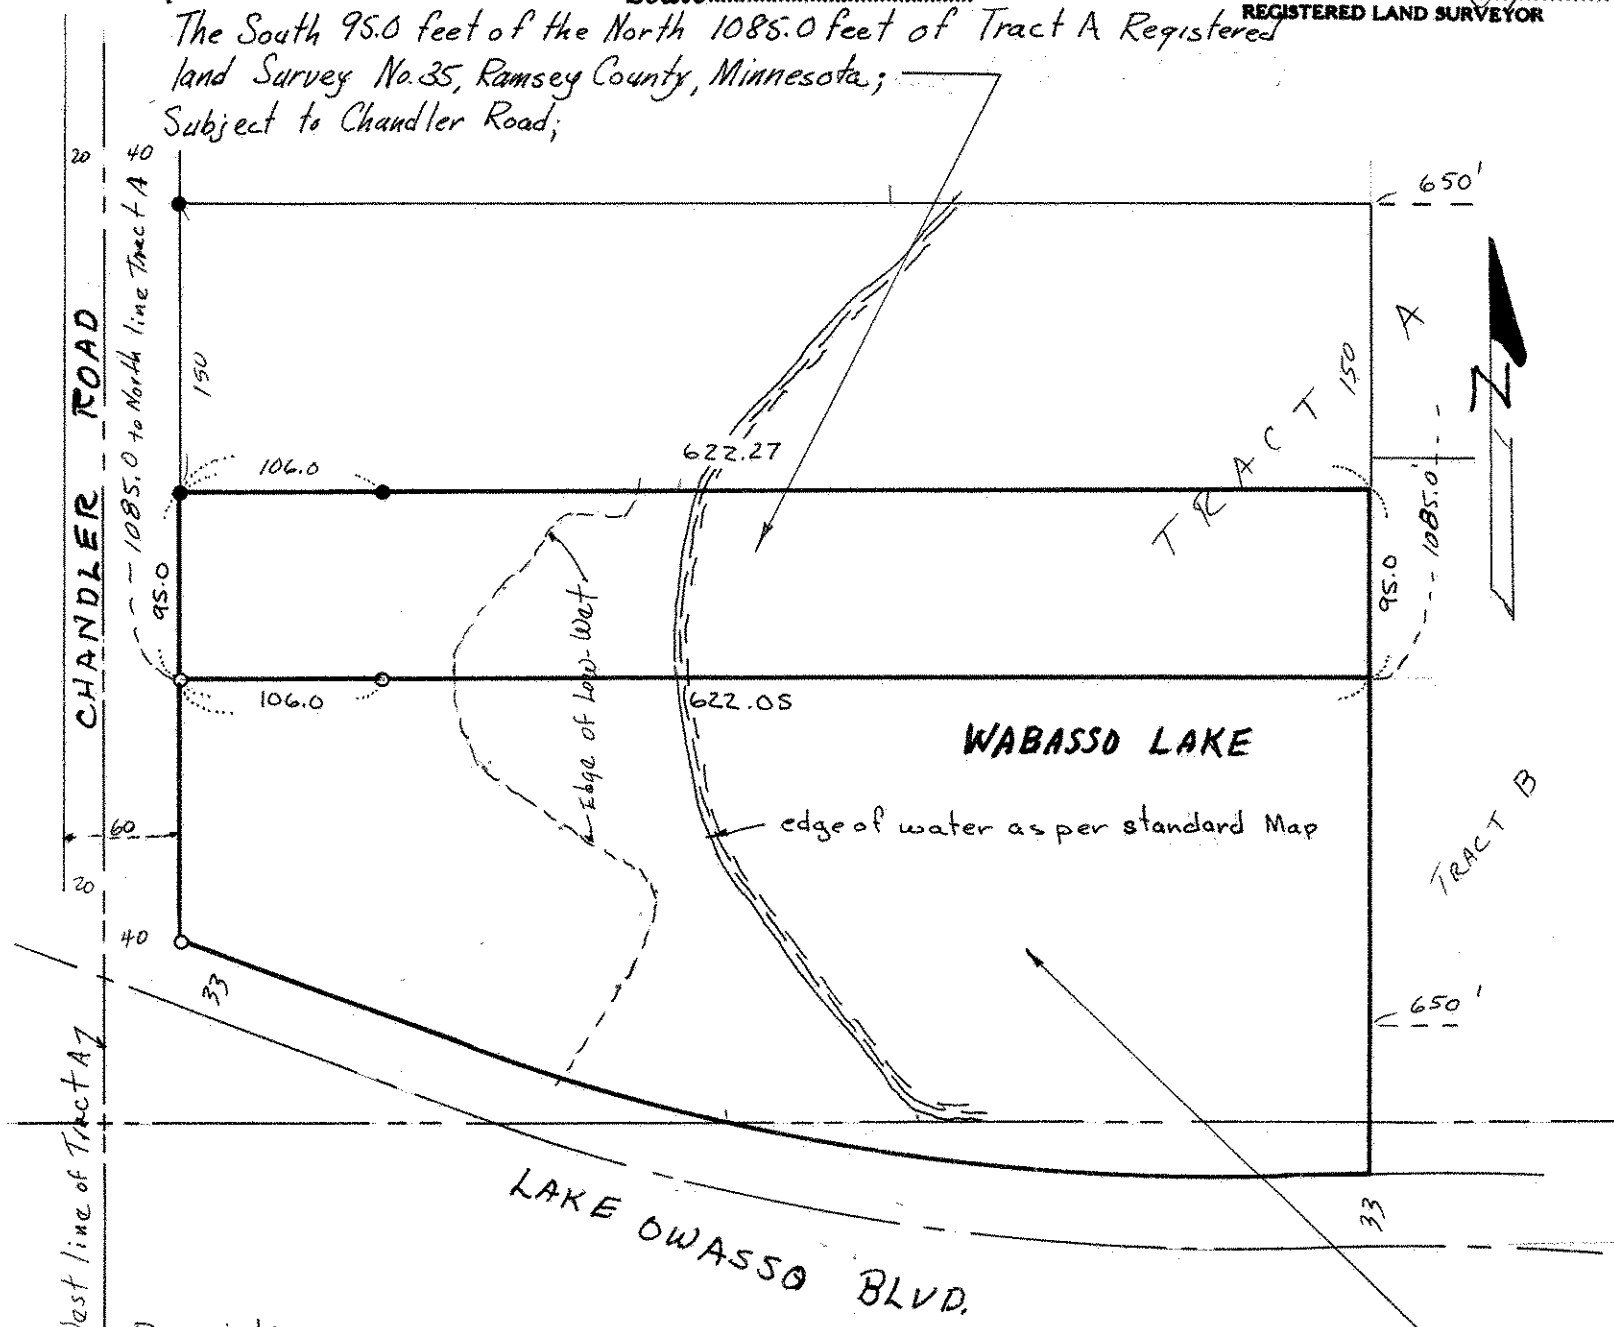 REGISTERED LAND SURVEYOR
The South 95.0 feet of the North 1085.0 feet of Tract A Registered
land Survey No. 35, Ramsey County, Minnesota;
Subject to Chandler Road;
20
40
650'
1085.0 to North line Tract A
150
CHANDLER ROAD
150
TRACT A
N
622.27
106.0
1085.0'
95.0
95.0
Edge of Low-Wat.
106.0
622.05
WABASSO LAKE
edge of water as per standard Map
TRACT B
60
20
40
33
650'
line of Tract A
33
LAKE OWASSO BLVD.